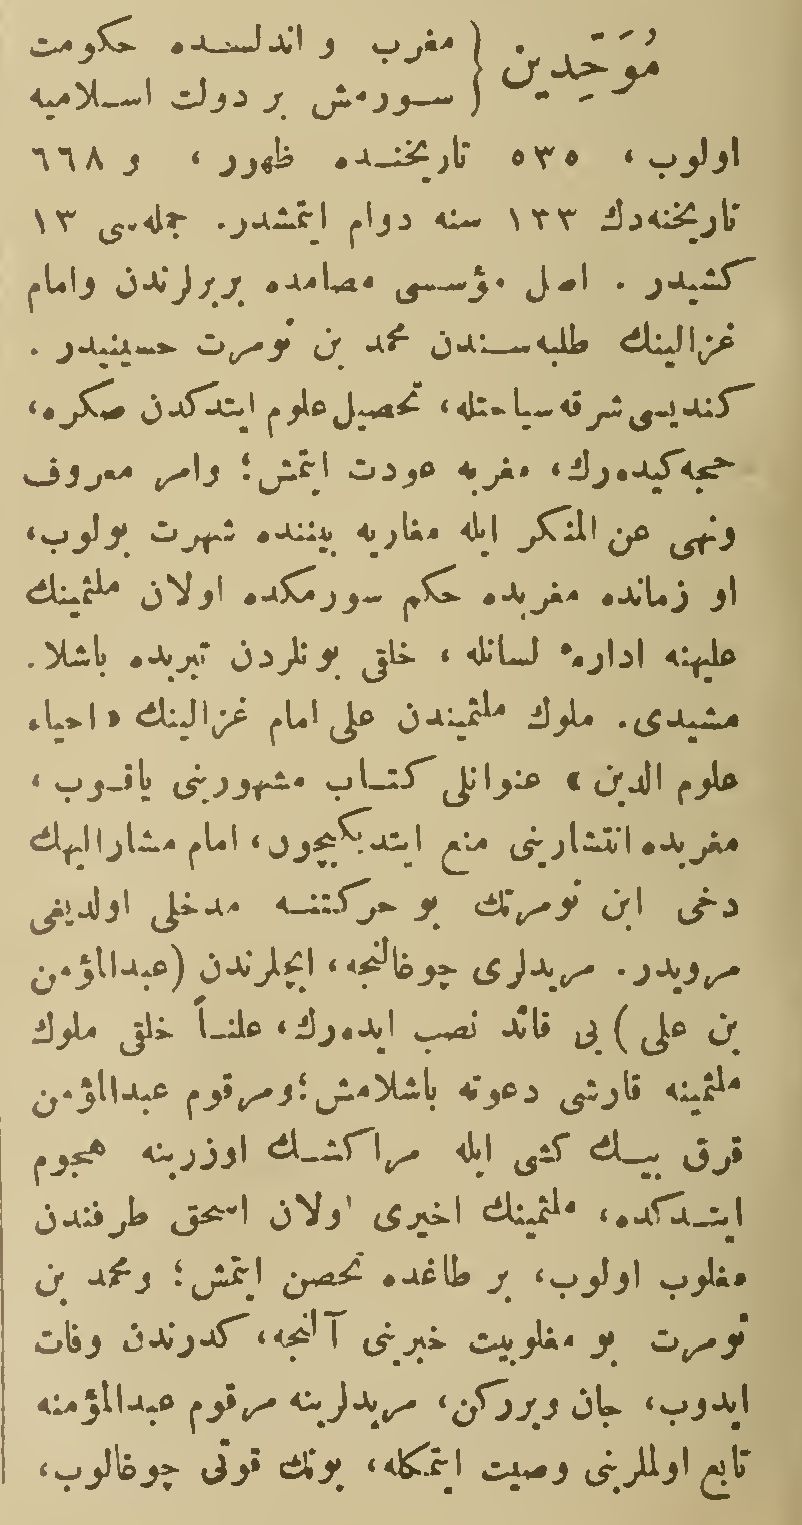 مُوَحِّدين { مغرب و اندلسده حكومت
سورمش بر دولت اسلاميه
اولوب، ٥٣٥ تاريخنده ظهور، و ٦٦٨
تاريخنه‌دك ١٣٣ سنه دوام ايتمشدر. جمله‌سى ١٣
كشيدر. اصل مؤسسى مصامده بربرلرندن وامام
غزالينك طلبه‌سندن محمد بن تومرت حسينيدر.
كنديسى شرقه سياحتله، تحصيل علوم ايتدكدن صكره،
حجه كيده‌رك، مغربه عودت ايتمش؛ وامر معروف
ونهى عن المنكر ايله مغاربه بيننده شهرت بولوب،
او زمانده مغربده حكم سورمكده اولان ملثمينك
عليهنه ادارهٔ لسانله، خلقى بونلردن تبريده باشلا.
مشيدى. ملوك ملثميندن على امام غزالينك «احياء
علوم الدين» عنوانلى كتاب مشهورينى ياقوب،
مغربده انتشارينى منع ايتديكيچون، امام مشاراليهك
دخى ابن تومرتك بو حركتنه مدخلى اولديغى
مرويدر. مريدلرى چوغالنجه، ايچلرندن (عبدالمؤمن
بن على) يى قائد نصب ايده‌رك، علناً خلقى ملوك
ملثمينه قارشى دعوته باشلامش؛ ومرقوم عبدالمؤمن
قرق بيك كشى ايله مراكشك اوزرينه هجوم
ايتدكده، ملثمينك اخيرى اولان اسحق طرفندن
مغلوب اولوب، بر طاغده تحصن ايتمش؛ ومحمد بن
تومرت بو مغلوبيت خبرينى آلنجه، كدرندن وفات
ايدوب، جان ويرركن، مريدلرينه مرقوم عبدالمؤمنه
تابع اولملرينى وصيت ايتمكله، بونك قوتى چوغالوب،